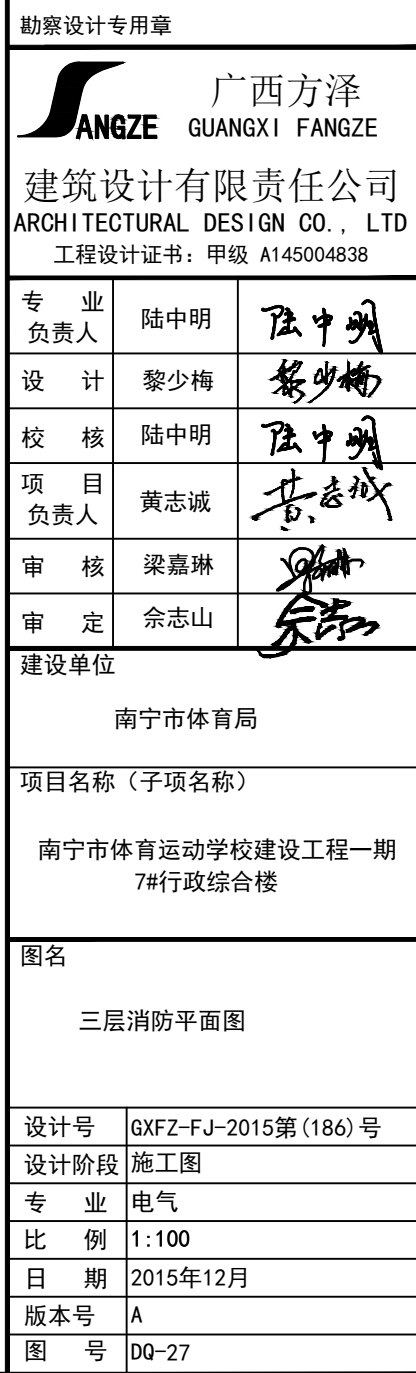 勘察设计专用章
ANGZE
广西方泽
GUANGXI FANGZE
建筑设计有限责任公司
ARCHITECTURAL DESIGN CO., LTD
工程设计证书: 甲级 A145004838
专 业
负责人 陆中明 陆中明
设 计 黎少梅 黎少梅
校 核 陆中明 陆中明
项 目
负责人 黄志诚 黄志诚
审 核 梁嘉琳
审 定 佘志山
建设单位
南宁市体育局
项目名称（子项名称）
南宁市体育运动学校建设工程一期
7#行政综合楼
图名
三层消防平面图
设计号 GXFZ-FJ-2015第(186)号
设计阶段 施工图
专 业 电气
比 例 1:100
日 期 2015年12月
版本号 A
图 号 DQ-27